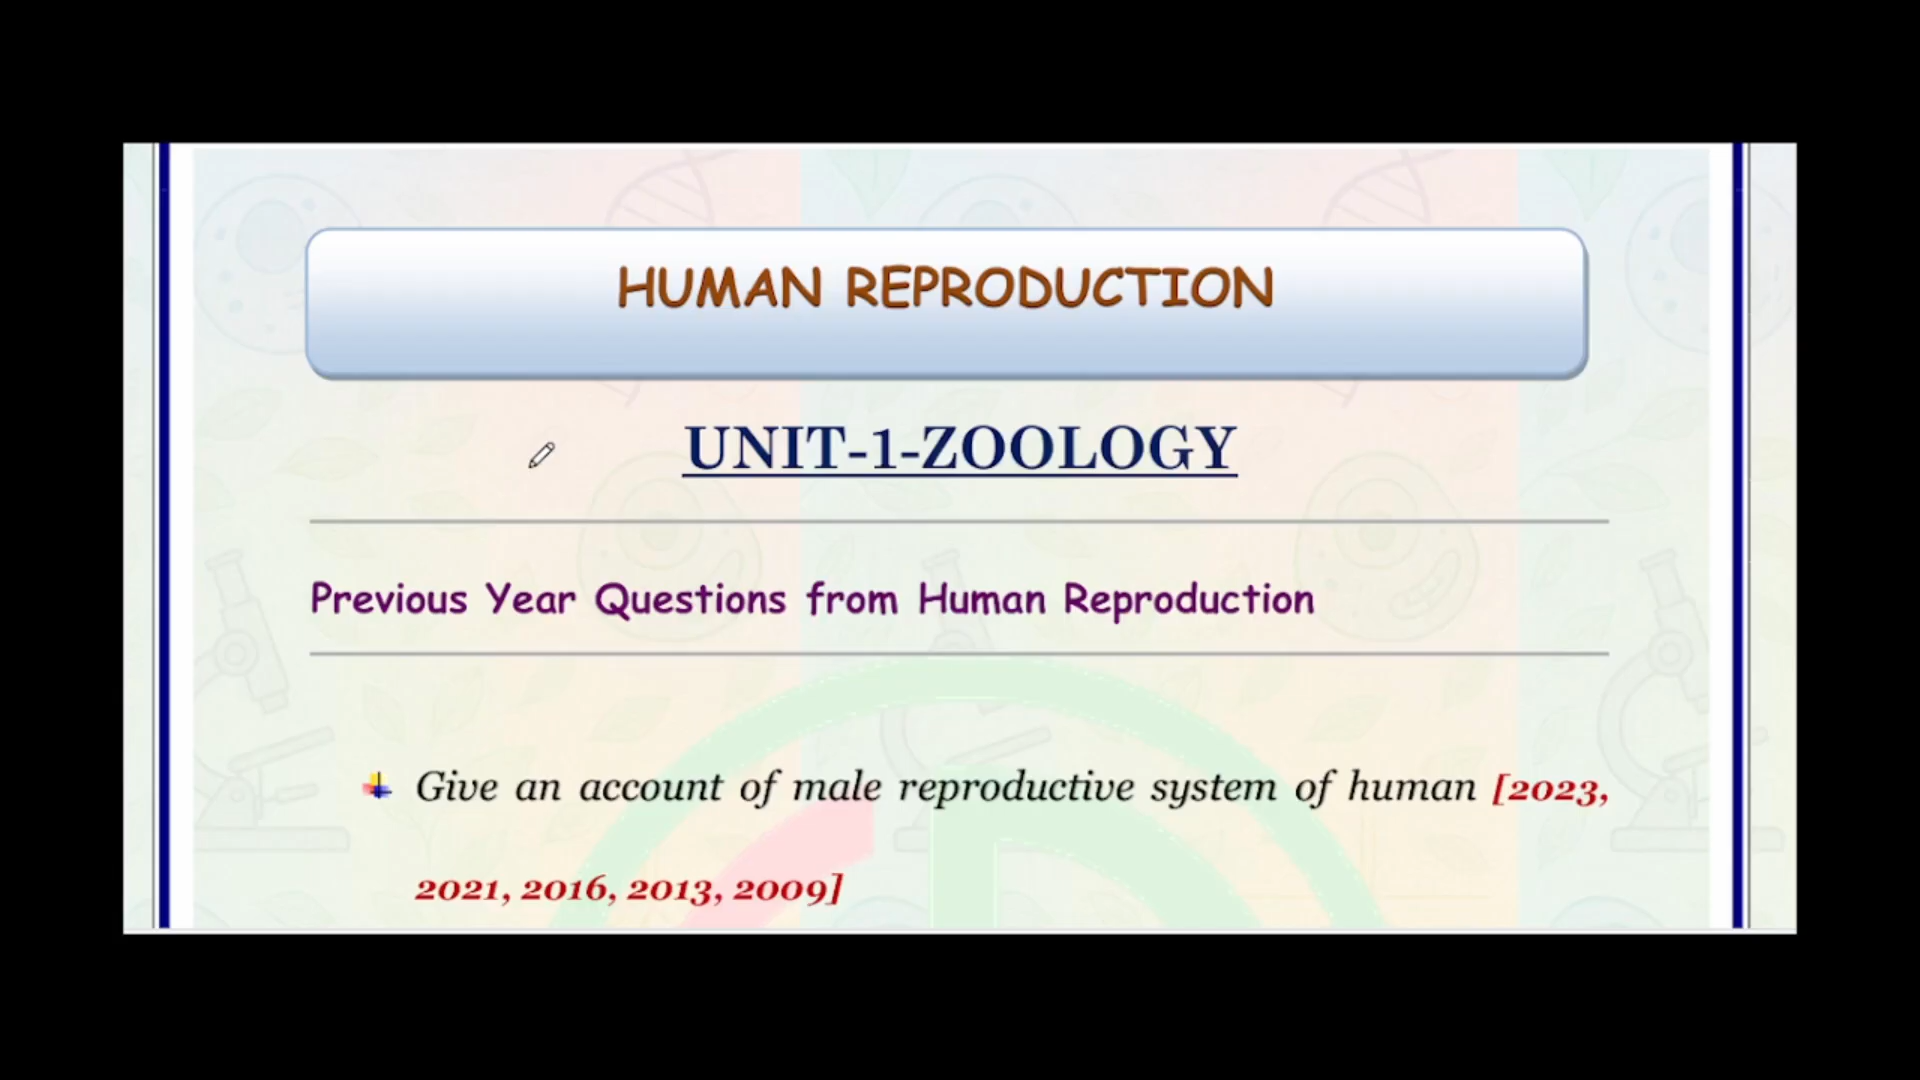 HUMAN REPRODUCTION
UNIT-1-ZOOLOGY
Previous Year Questions from Human Reproduction
Give an account of male reproductive system of human [2023,
2021, 2016, 2013, 2009]